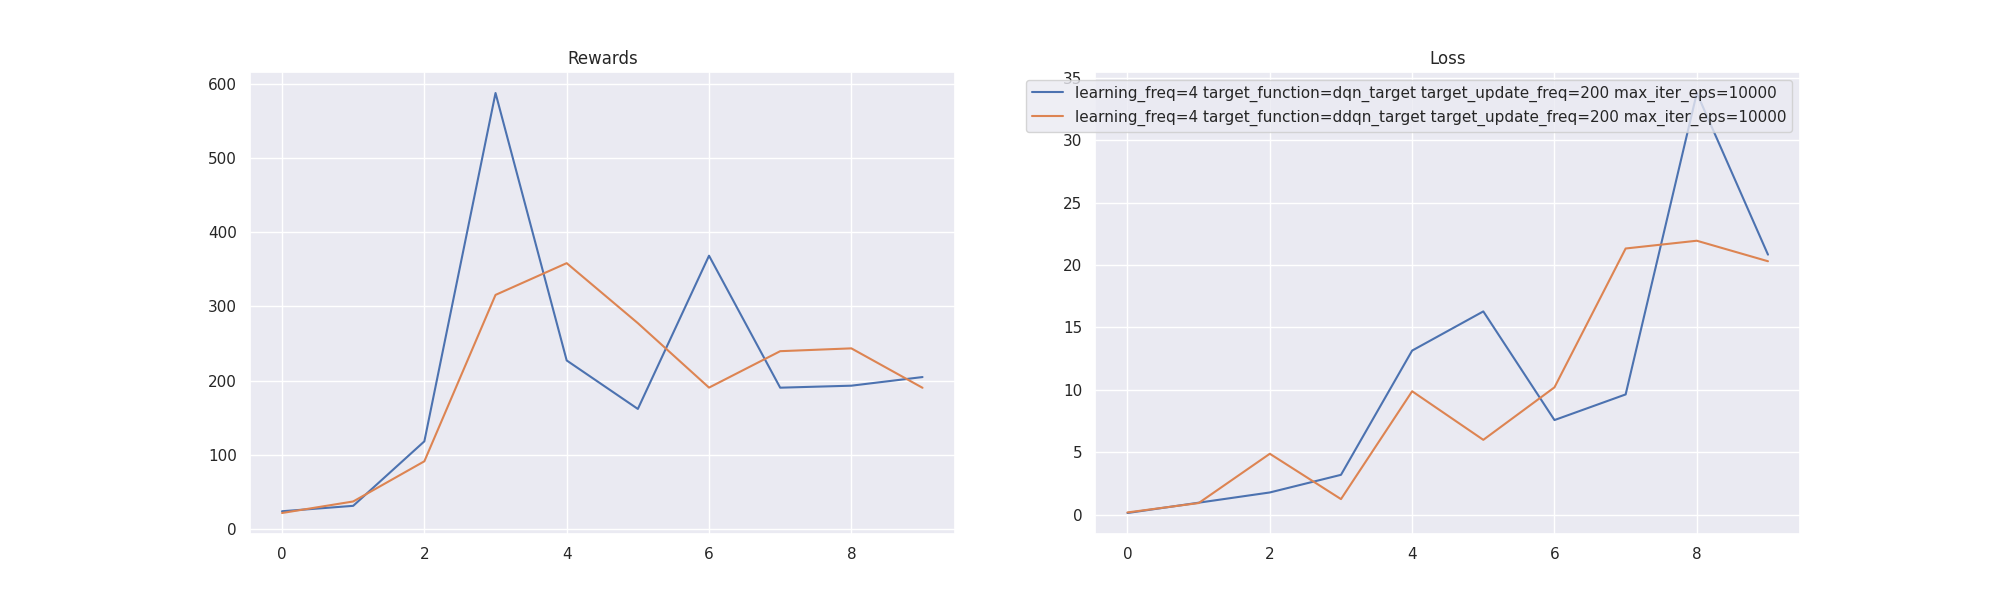 Rewards
600
500
400
300
200
100
0
0 2 4 6 8
Loss
35
learning_freq=4 target_function=dqn_target target_update_freq=200 max_iter_eps=10000
learning_freq=4 target_function=ddqn_target target_update_freq=200 max_iter_eps=10000
30
25
20
15
10
5
0
0 2 4 6 8